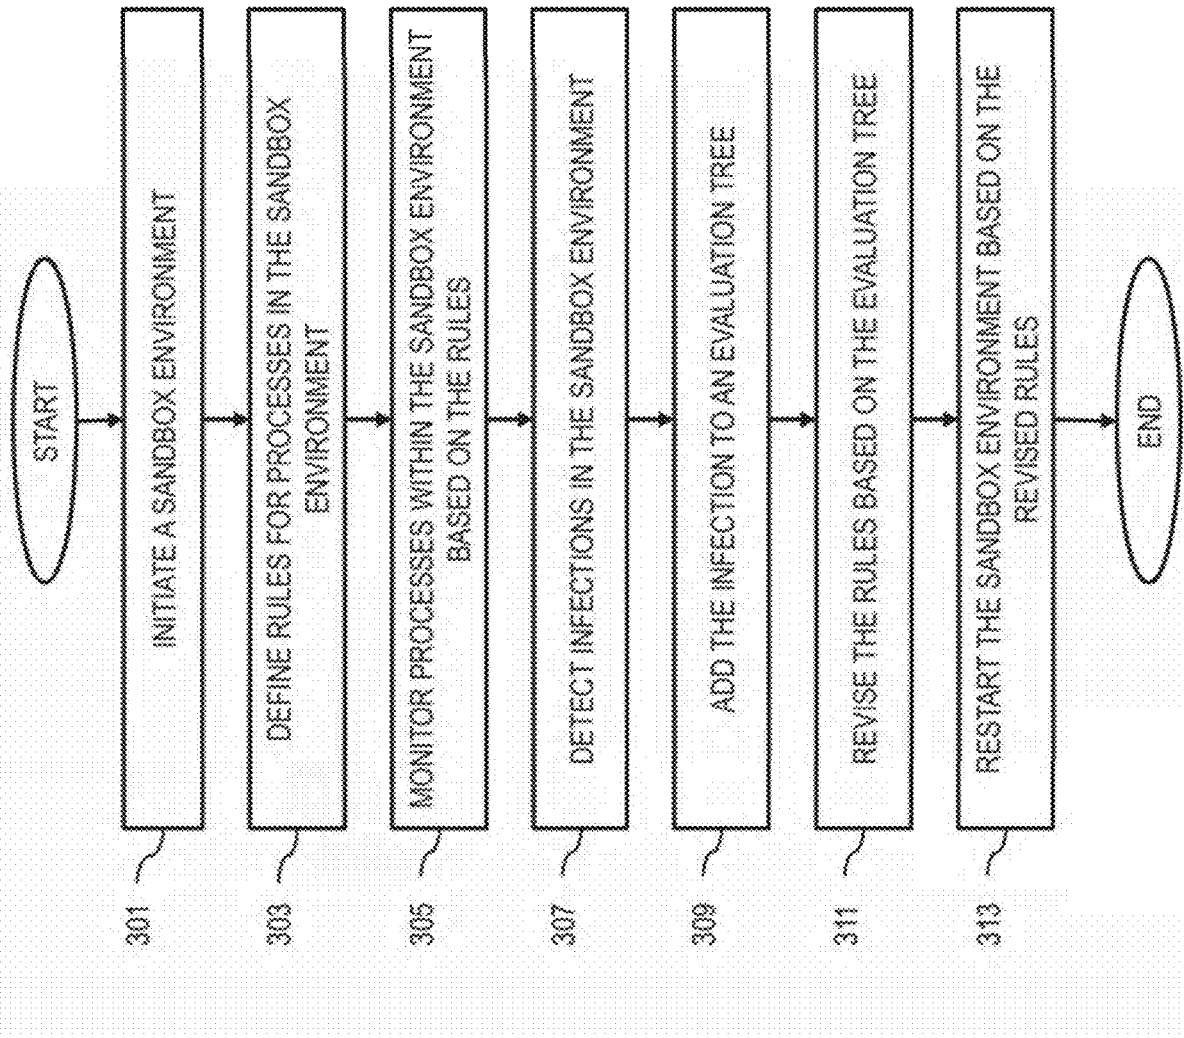 START
301
INITIATE A SANDBOX ENVIRONMENT
303
DEFINE RULES FOR PROCESSES IN THE SANDBOX
ENVIRONMENT
305
MONITOR PROCESSES WITHIN THE SANDBOX ENVIRONMENT
BASED ON THE RULES
307
DETECT INFECTIONS IN THE SANDBOX ENVIRONMENT
309
ADD THE INFECTION TO AN EVALUATION TREE
311
REVISE THE RULES BASED ON THE EVALUATION TREE
313
RESTART THE SANDBOX ENVIRONMENT BASED ON THE
REVISED RULES
END